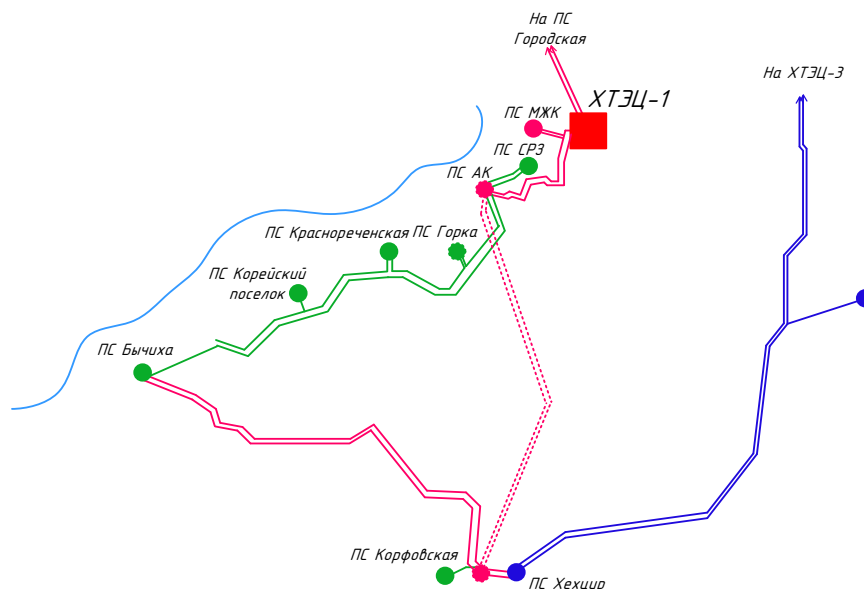 На ПС
Городская
На ХТЭЦ-3
ХТЭЦ-1
ПС МЖК
ПС СРЗ
ПС АК
ПС Краснореченская
ПС Горка
ПС Корейский
поселок
ПС Бычиха
ПС Корфовская
ПС Хехцир